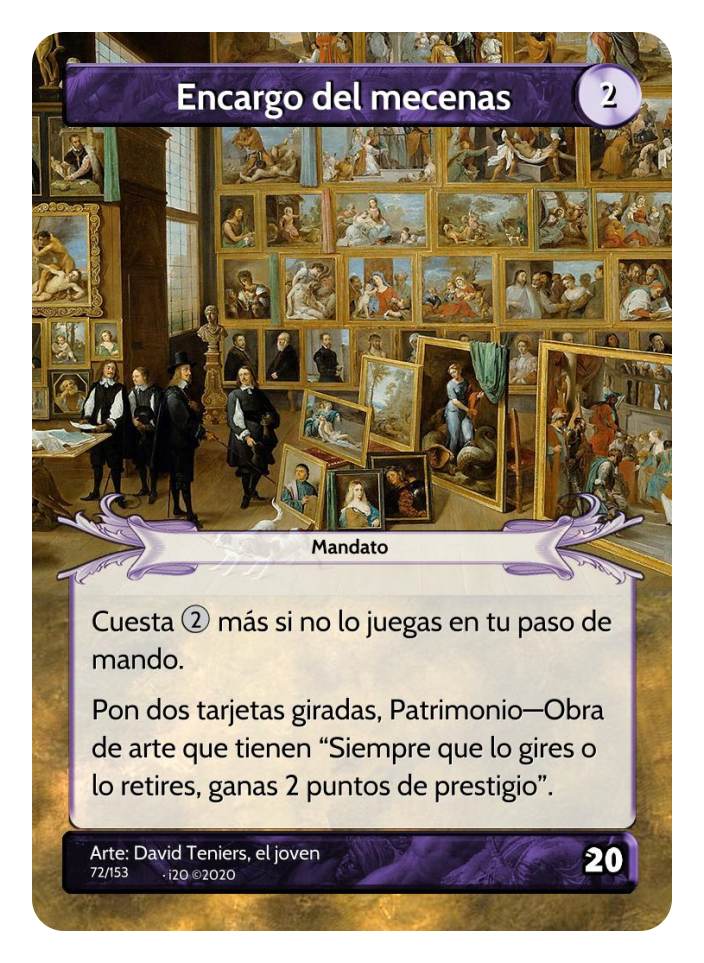 Encargo del mecenas
2
Mandato
Cuesta ② más si no lo juegas en tu paso de
mando.
Pon dos tarjetas giradas, Patrimonio—Obra
de arte que tienen “Siempre que lo gires o
lo retires, ganas 2 puntos de prestigio”.
Arte: David Teniers, el joven
72/153 · i20 ©2020
20